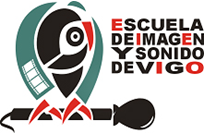 ESCUELA
DE IMAGEN
Y SONIDO
DE VIGO